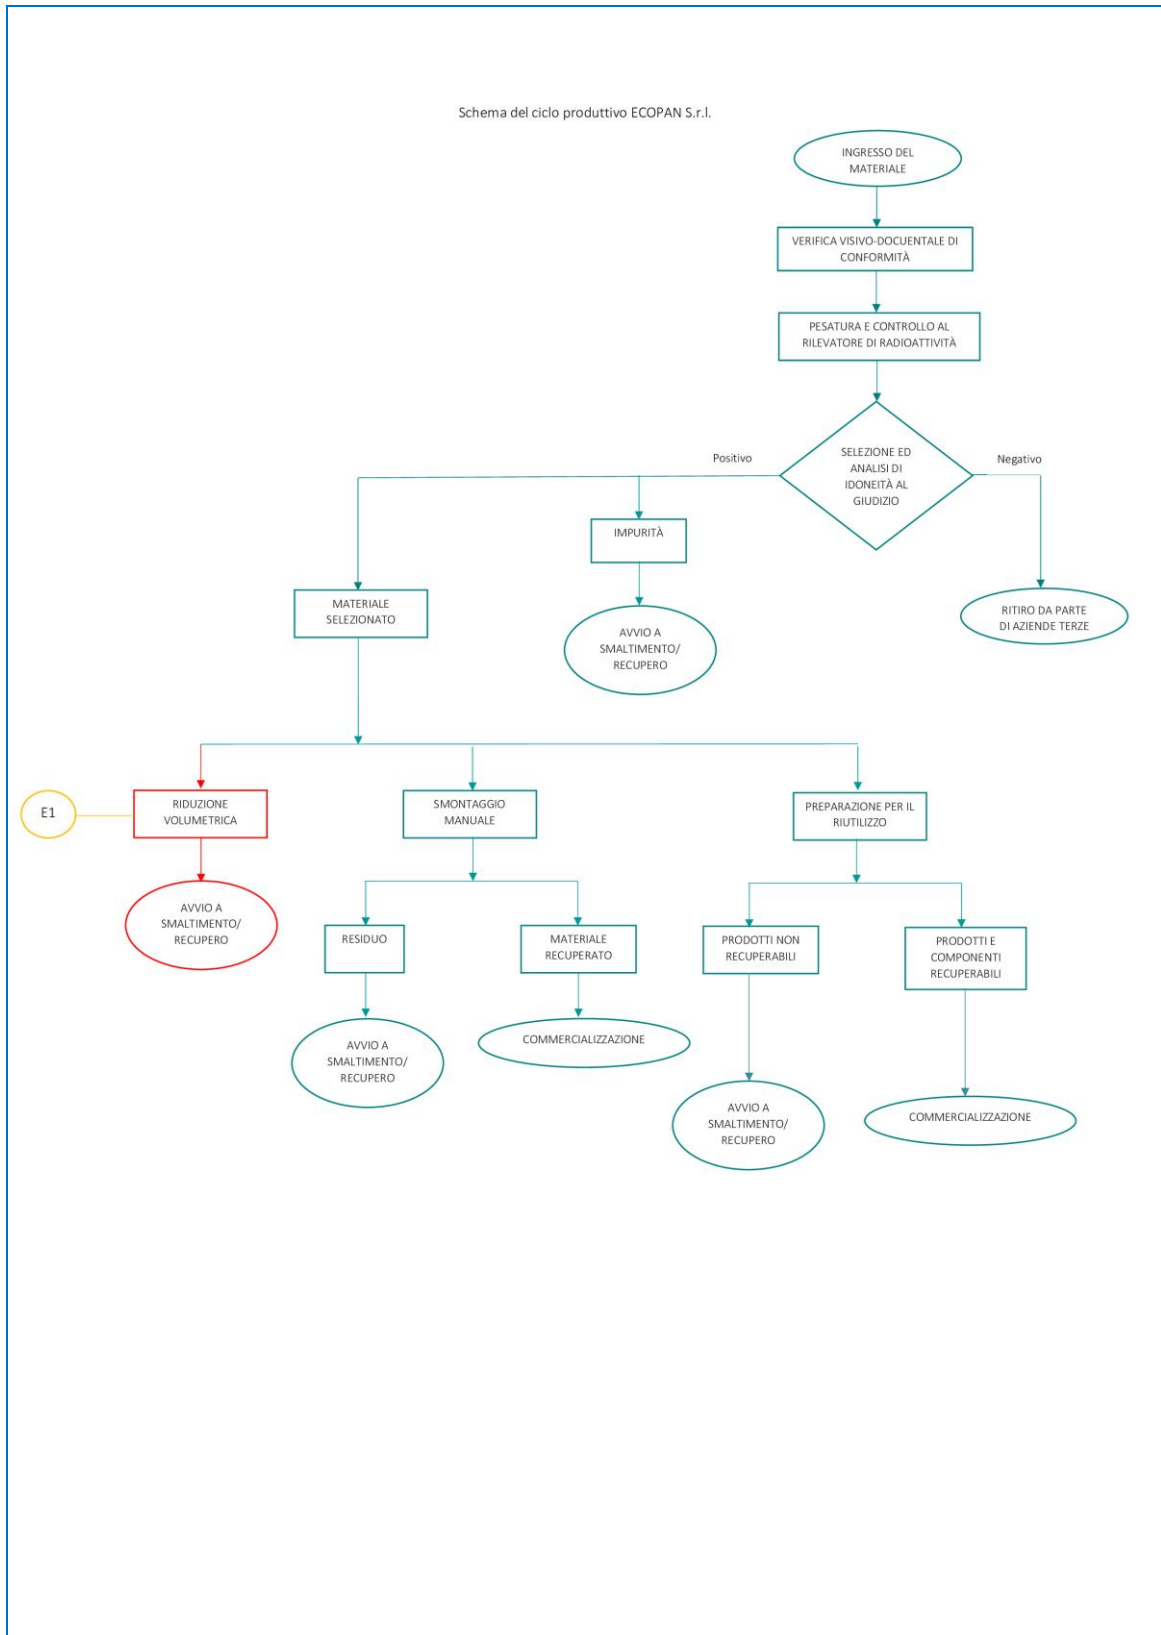 Schema del ciclo produttivo ECOPAN S.r.l.
INGRESSO DEL
MATERIALE
VERIFICA VISIVO-DOCUENTALE DI
CONFORMITÀ
PESATURA E CONTROLLO AL
RILEVATORE DI RADIOATTIVITÀ
SELEZIONE ED
ANALISI DI
IDONEITÀ AL
GIUDIZIO
Positivo
Negativo
IMPURITÀ
MATERIALE
SELEZIONATO
AVVIO A
SMALTIMENTO/
RECUPERO
RITIRO DA PARTE
DI AZIENDE TERZE
E1
RIDUZIONE
VOLUMETRICA
SMONTAGGIO
MANUALE
PREPARAZIONE PER IL
RIUTILIZZO
AVVIO A
SMALTIMENTO/
RECUPERO
RESIDUO
MATERIALE
RECUPERATO
PRODOTTI NON
RECUPERABILI
PRODOTTI E
COMPONENTI
RECUPERABILI
AVVIO A
SMALTIMENTO/
RECUPERO
COMMERCIALIZZAZIONE
AVVIO A
SMALTIMENTO/
RECUPERO
COMMERCIALIZZAZIONE